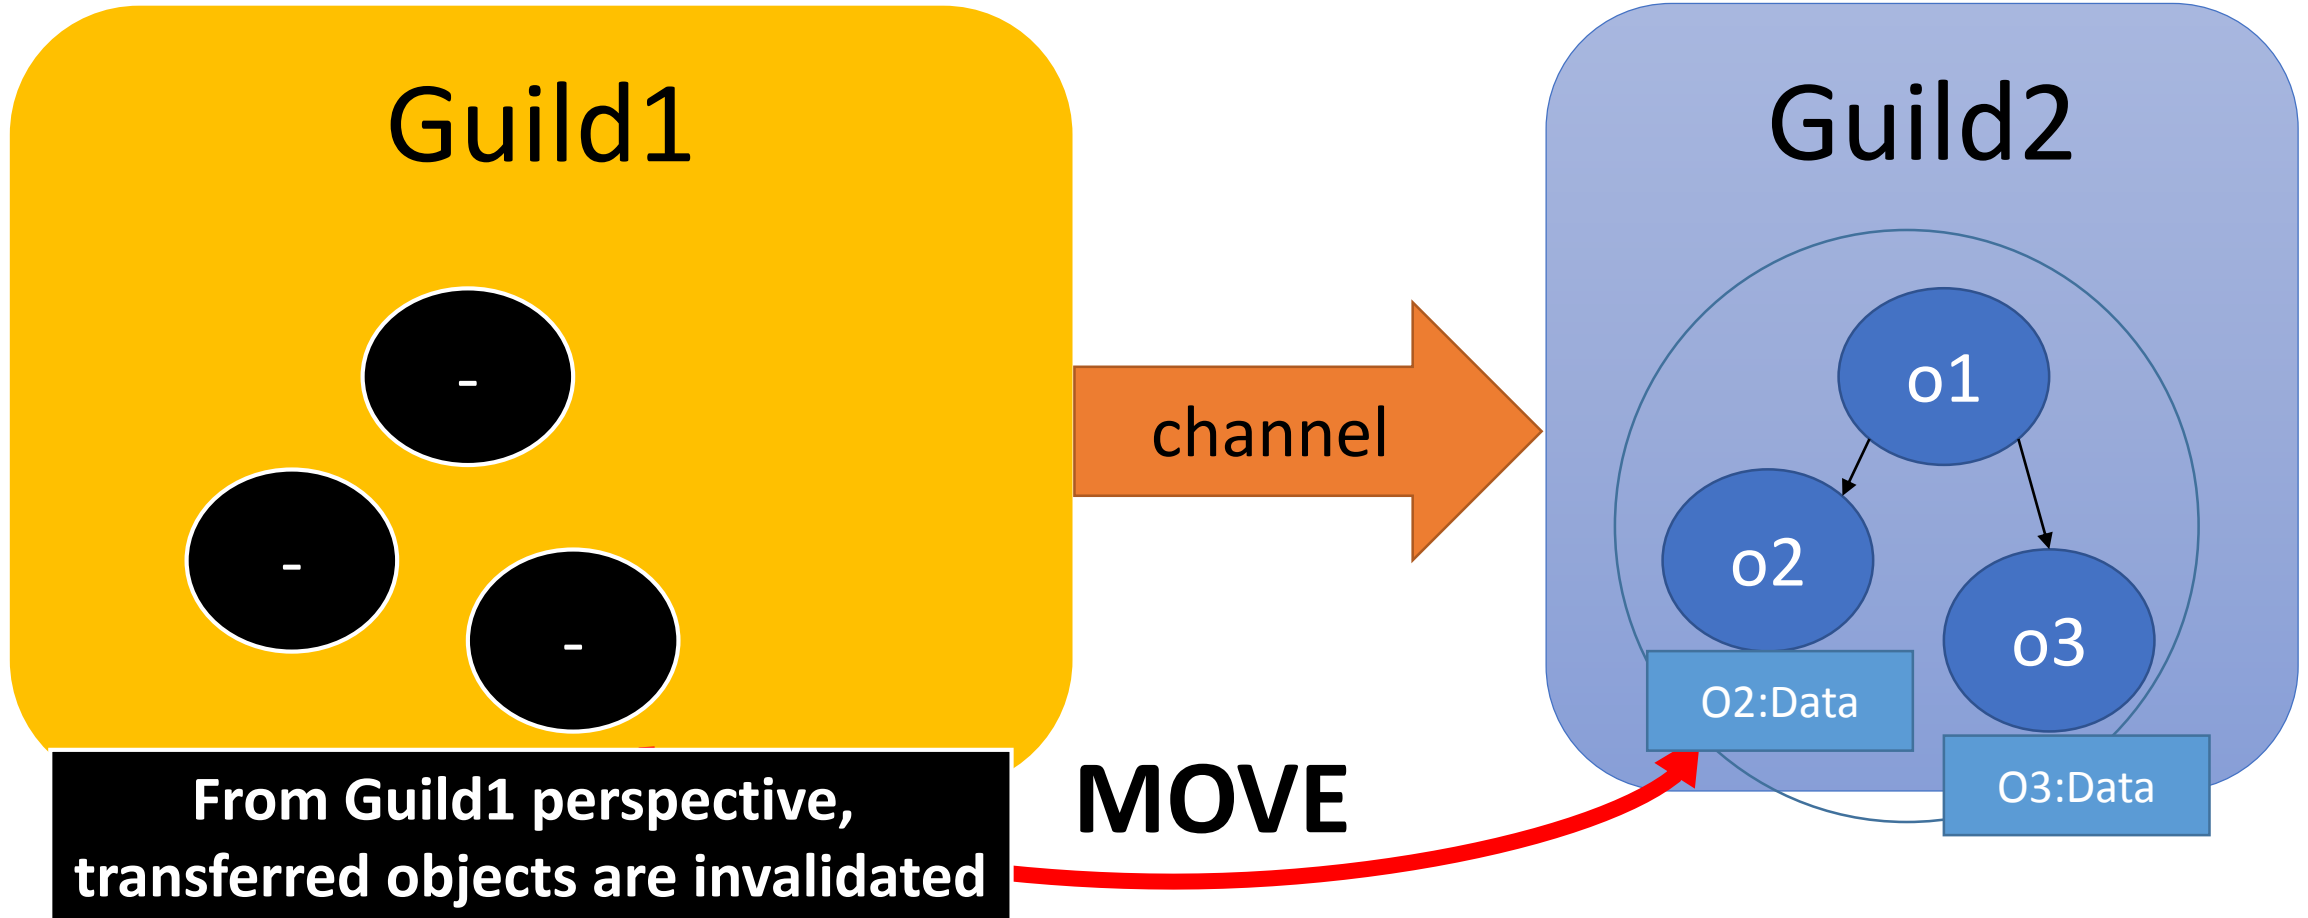 Guild1
Guild2
-
-
-
channel
o1
o2
o3
O2:Data
O3:Data
MOVE
From Guild1 perspective,
transferred objects are invalidated